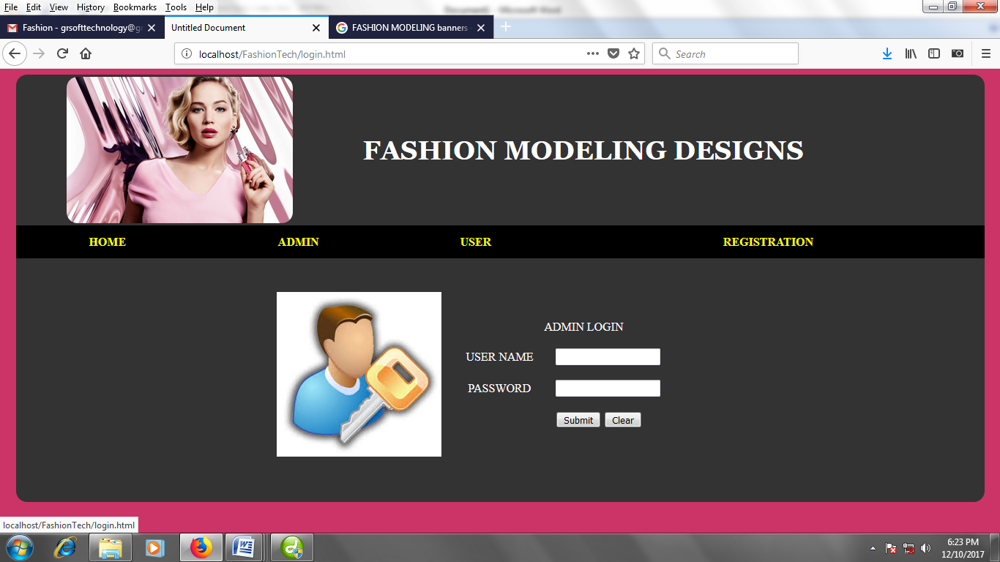 File Edit View History Bookmarks Tools Help
Fashion - grsofttechnology@g
Untitled Document
FASHION MODELING banners -
localhost/FashionTech/login.html
Search
FASHION MODELING DESIGNS
HOME ADMIN USER REGISTRATION
ADMIN LOGIN
USER NAME
PASSWORD
Submit Clear
localhost/FashionTech/login.html
6:23 PM
12/10/2017